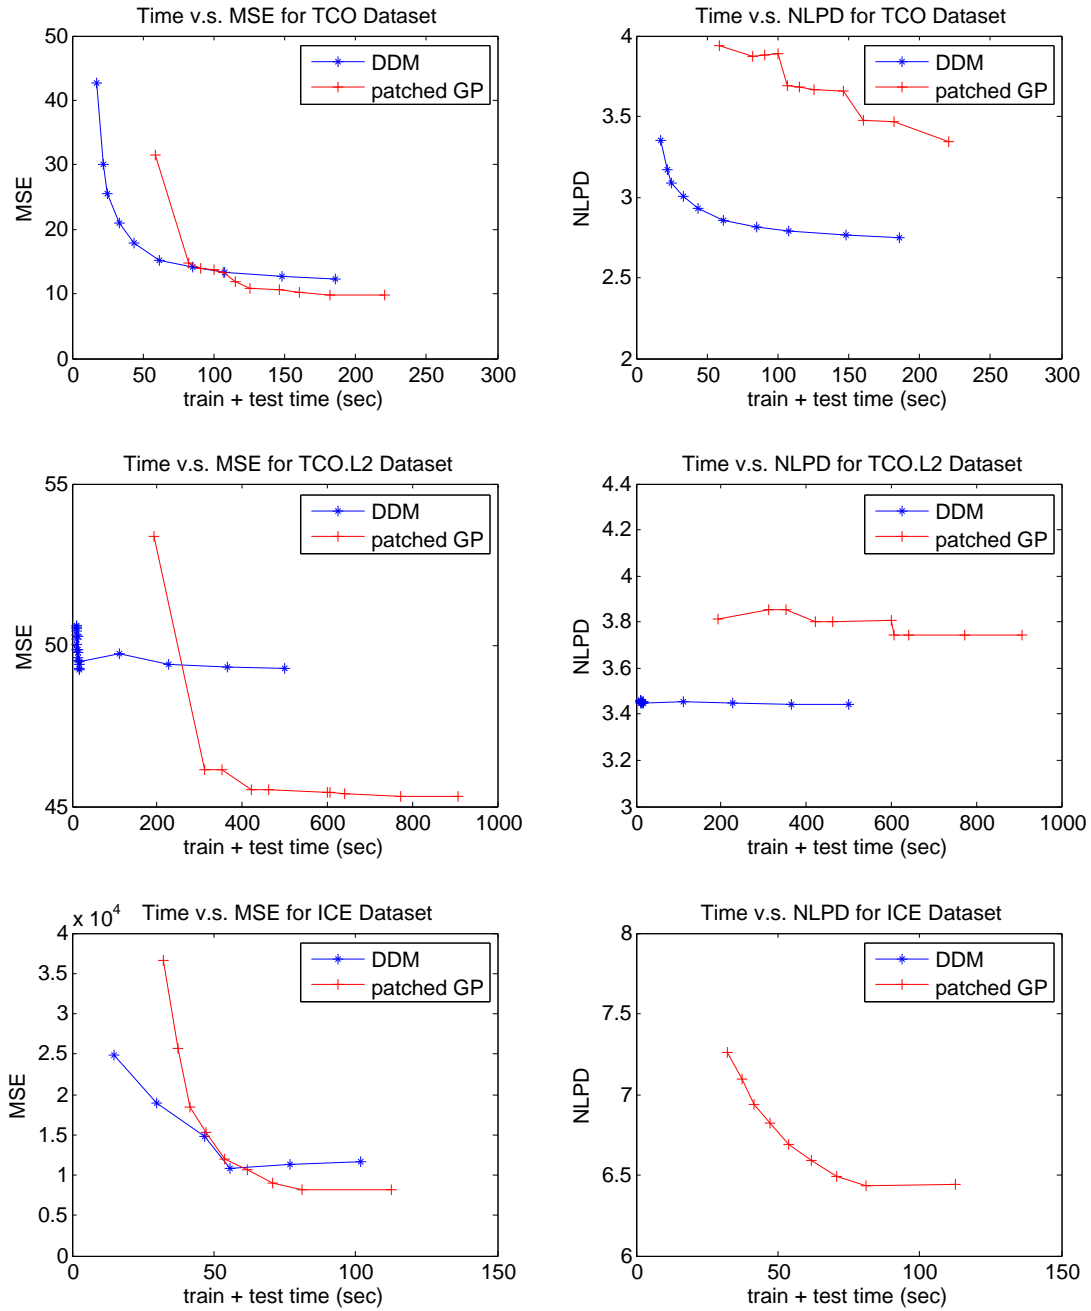 Time v.s. MSE for TCO Dataset
50
40
30
20
10
0
MSE
DDM
patched GP
0 50 100 150 200 250 300
train + test time (sec)
Time vs. NLPD for TCO Dataset
4
3.5
3
2.5
2
NLPD
DDM
patched GP
0 50 100 150 200 250 300
train + test time (sec)
Time v.s. MSE for TCO.L2 Dataset
55
50
45
MSE
DDM
patched GP
0 200 400 600 800 1000
train + test time (sec)
Time v.s. NLPD for TCO.L2 Dataset
4.4
4.2
4
3.8
3.6
3.4
3.2
3
NLPD
DDM
patched GP
0 200 400 600 800 1000
train + test time (sec)
Time v.s. MSE for ICE Dataset
x 10^4
4
3.5
3
2.5
2
1.5
1
0.5
0
MSE
DDM
patched GP
0 50 100 150
train + test time (sec)
Time v.s. NLPD for ICE Dataset
8
7.5
7
6.5
6
NLPD
DDM
patched GP
0 50 100 150
train + test time (sec)